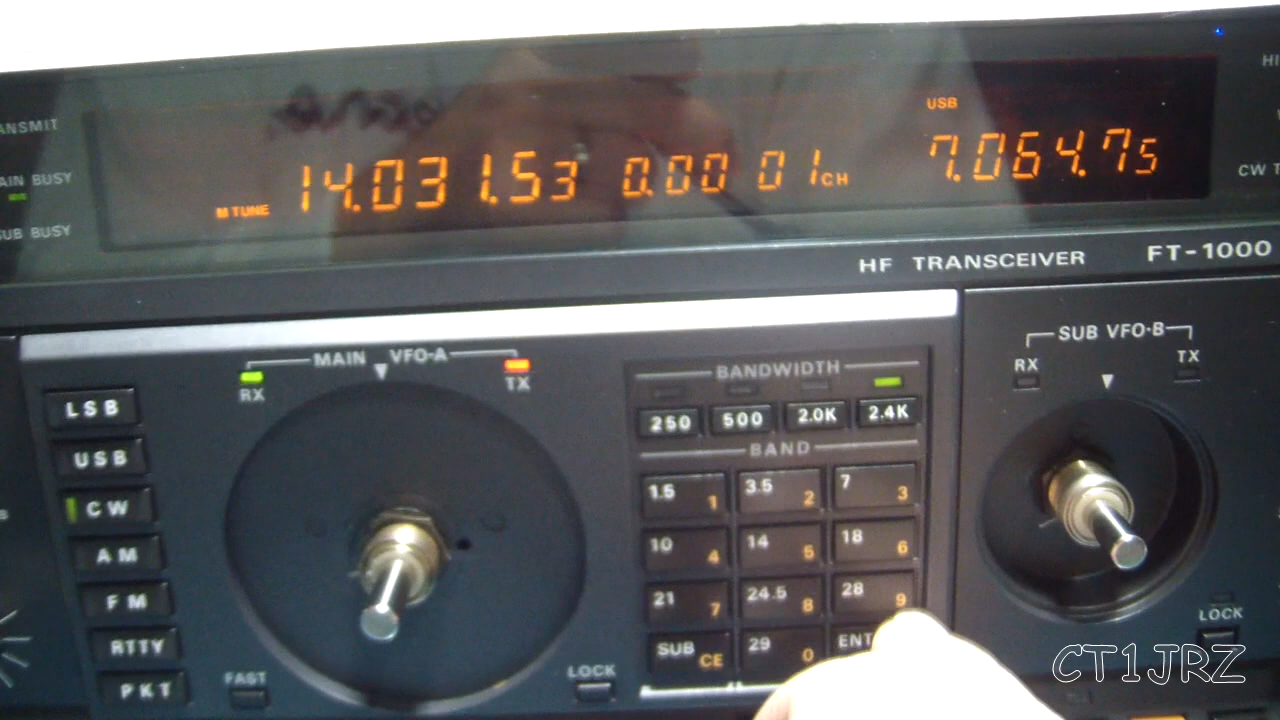 ANSMIT
AIN BUSY
SUB BUSY
M TUNE 14.031.53 0.00 01CH
USB
7.064.75
HI
CW T
HF TRANSCEIVER FT-1000
MAIN VFO-A
RX
TX
LSB
USB
CW
AM
FM
RTTY
PKT
FAST
LOCK
BANDWIDTH
250 500 2.0K 2.4K
BAND
1.5 1 3.5 2 7 3
10 4 14 5 18 6
21 7 24.5 8 28 9
SUB CE 29 0 ENT
SUB VFO-B
RX
TX
LOCK
CT1JRZ